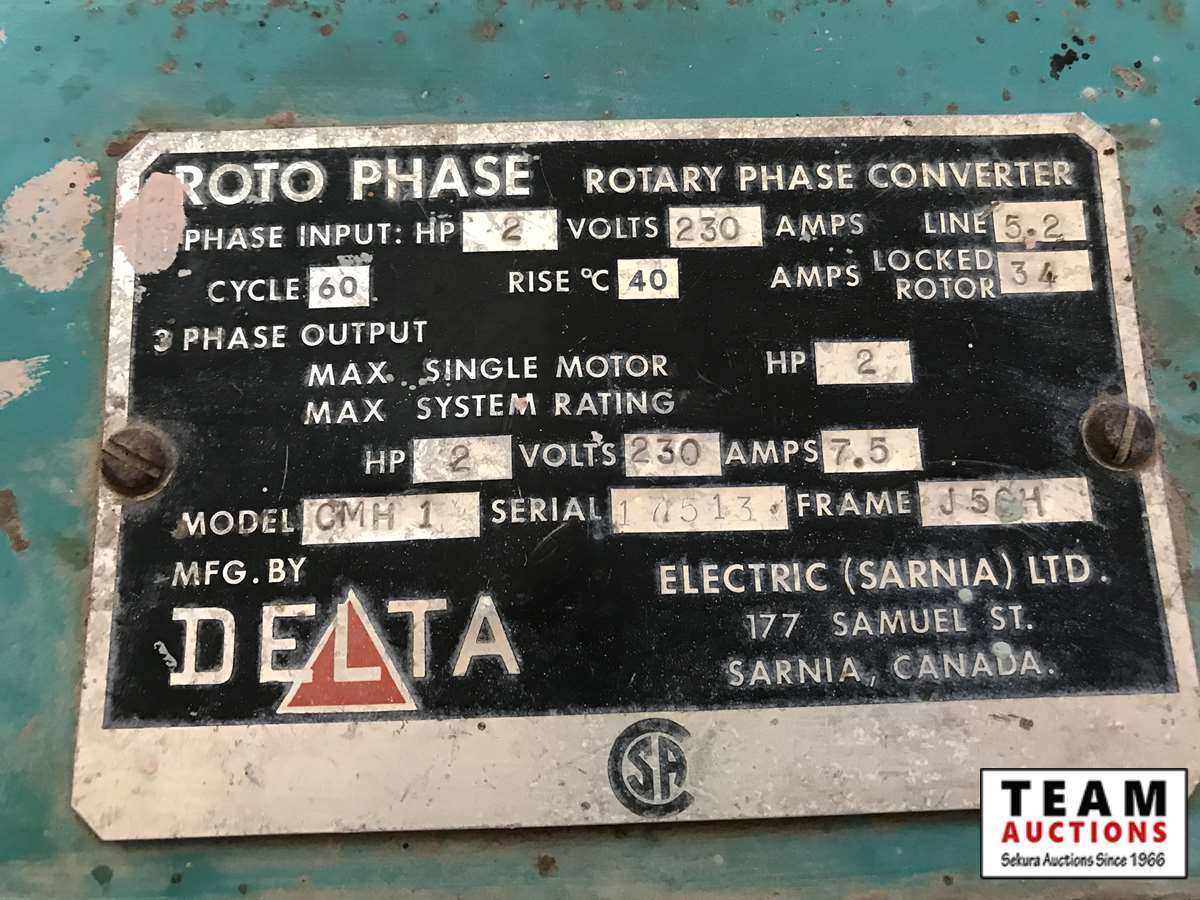 ROTO PHASE ROTARY PHASE CONVERTER
PHASE INPUT: HP 2 VOLTS 230 AMPS LINE 5.2
CYCLE 60 RISE °C 40 AMPS LOCKED ROTOR 34
3 PHASE OUTPUT
MAX. SINGLE MOTOR HP 2
MAX SYSTEM RATING
HP 2 VOLTS 230 AMPS 7.5
MODEL CMH 1 SERIAL 17513 FRAME
MFG. BY
DELTA ELECTRIC (SARNIA) LTD.
177 SAMUEL ST.
SARNIA, CANADA.
CSA
TEAM
AUCTIONS
Sekura Auctions Since 1966